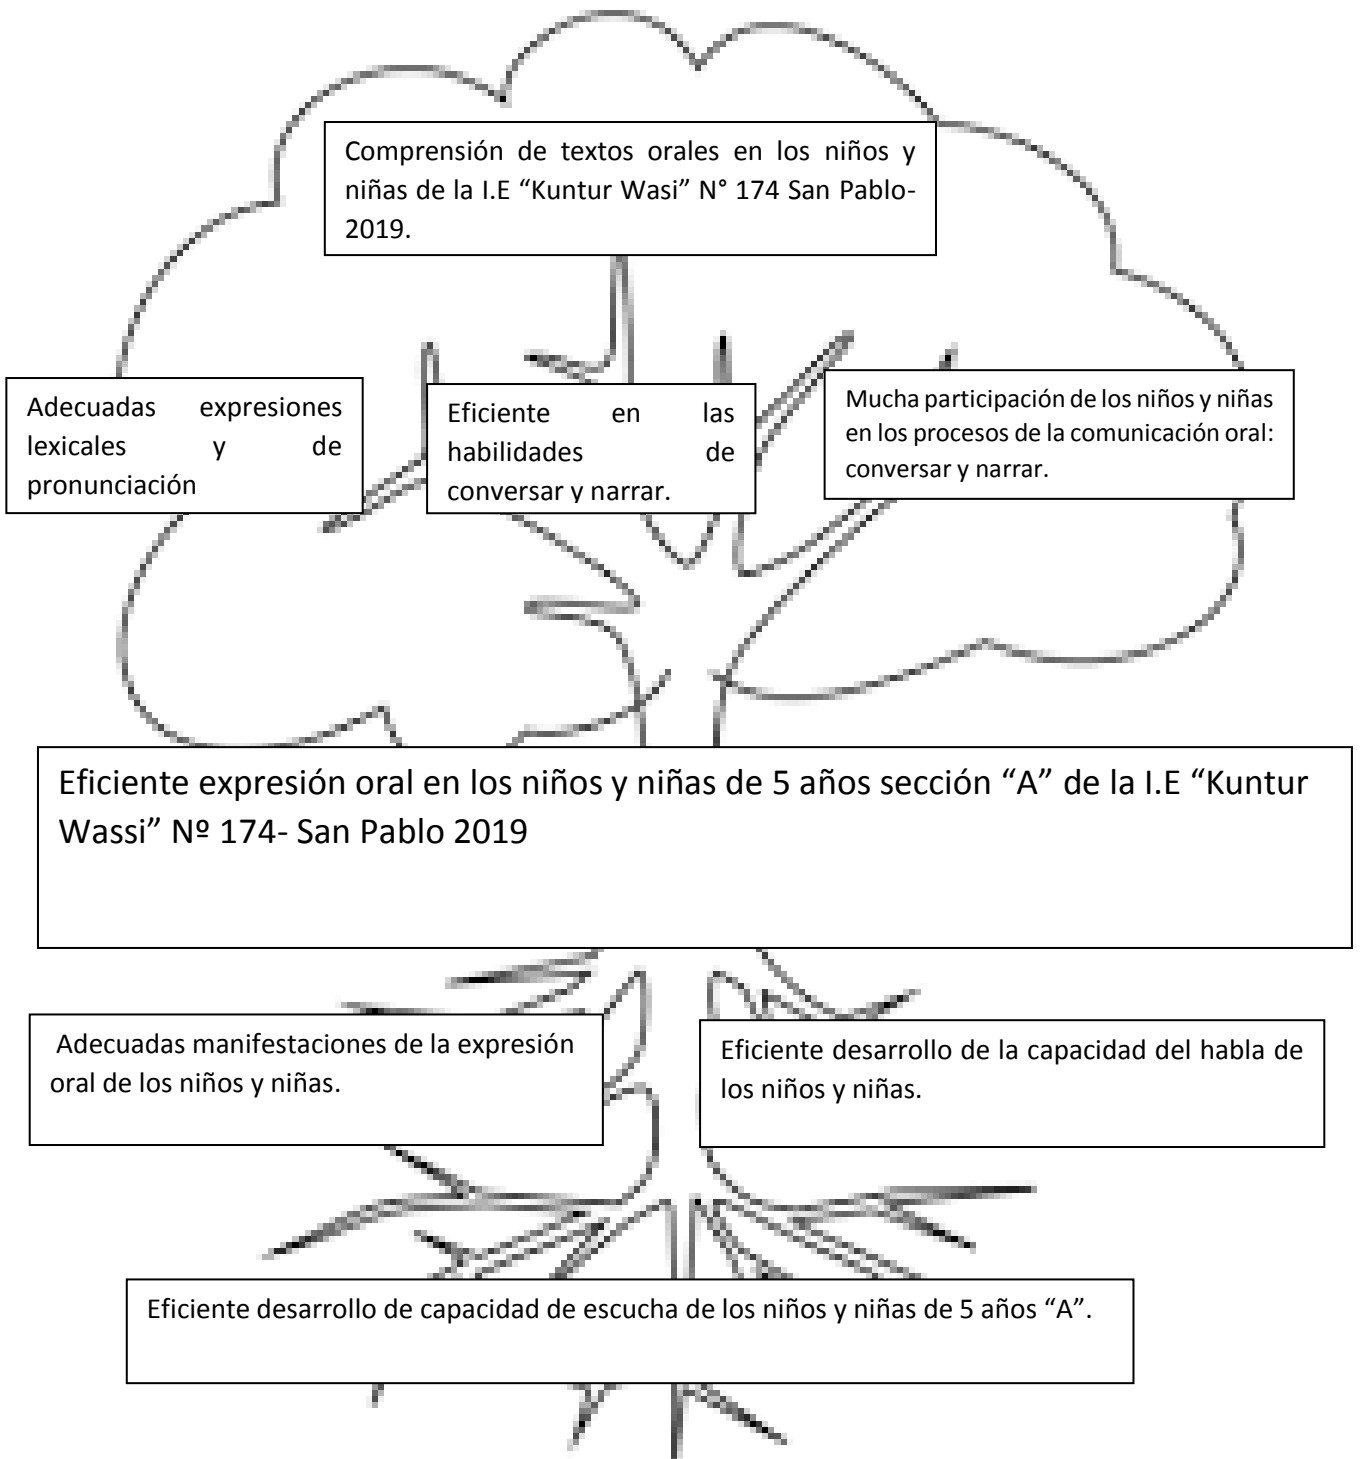 Comprensión de textos orales en los niños y
niñas de la I.E “Kuntur Wasi” N° 174 San Pablo-
2019.
Adecuadas expresiones
lexicales y de
pronunciación
Eficiente en las
habilidades de
conversar y narrar.
Mucha participación de los niños y niñas
en los procesos de la comunicación oral:
conversar y narrar.
Eficiente expresión oral en los niños y niñas de 5 años sección “A” de la I.E “Kuntur
Wassi” Nº 174- San Pablo 2019
Adecuadas manifestaciones de la expresión
oral de los niños y niñas.
Eficiente desarrollo de la capacidad del habla de
los niños y niñas.
Eficiente desarrollo de capacidad de escucha de los niños y niñas de 5 años “A”.